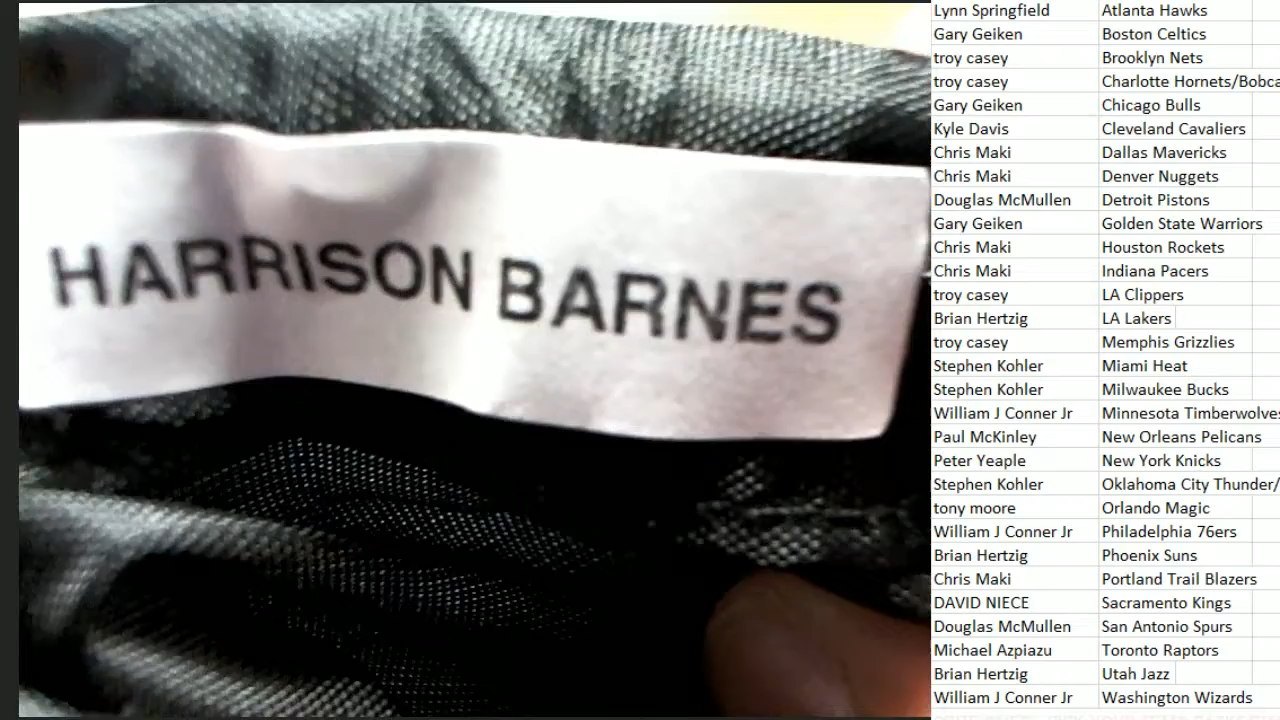 HARRISON BARNES
Lynn Springfield Atlanta Hawks
Gary Geiken Boston Celtics
troy casey Brooklyn Nets
troy casey Charlotte Hornets/Bobca
Gary Geiken Chicago Bulls
Kyle Davis Cleveland Cavaliers
Chris Maki Dallas Mavericks
Chris Maki Denver Nuggets
Douglas McMullen Detroit Pistons
Gary Geiken Golden State Warriors
Chris Maki Houston Rockets
Chris Maki Indiana Pacers
troy casey LA Clippers
Brian Hertzig LA Lakers
troy casey Memphis Grizzlies
Stephen Kohler Miami Heat
Stephen Kohler Milwaukee Bucks
William J Conner Jr Minnesota Timberwolves
Paul McKinley New Orleans Pelicans
Peter Yeaple New York Knicks
Stephen Kohler Oklahoma City Thunder/
tony moore Orlando Magic
William J Conner Jr Philadelphia 76ers
Brian Hertzig Phoenix Suns
Chris Maki Portland Trail Blazers
DAVID NIECE Sacramento Kings
Douglas McMullen San Antonio Spurs
Michael Azpiazu Toronto Raptors
Brian Hertzig Utah Jazz
William J Conner Jr Washington Wizards